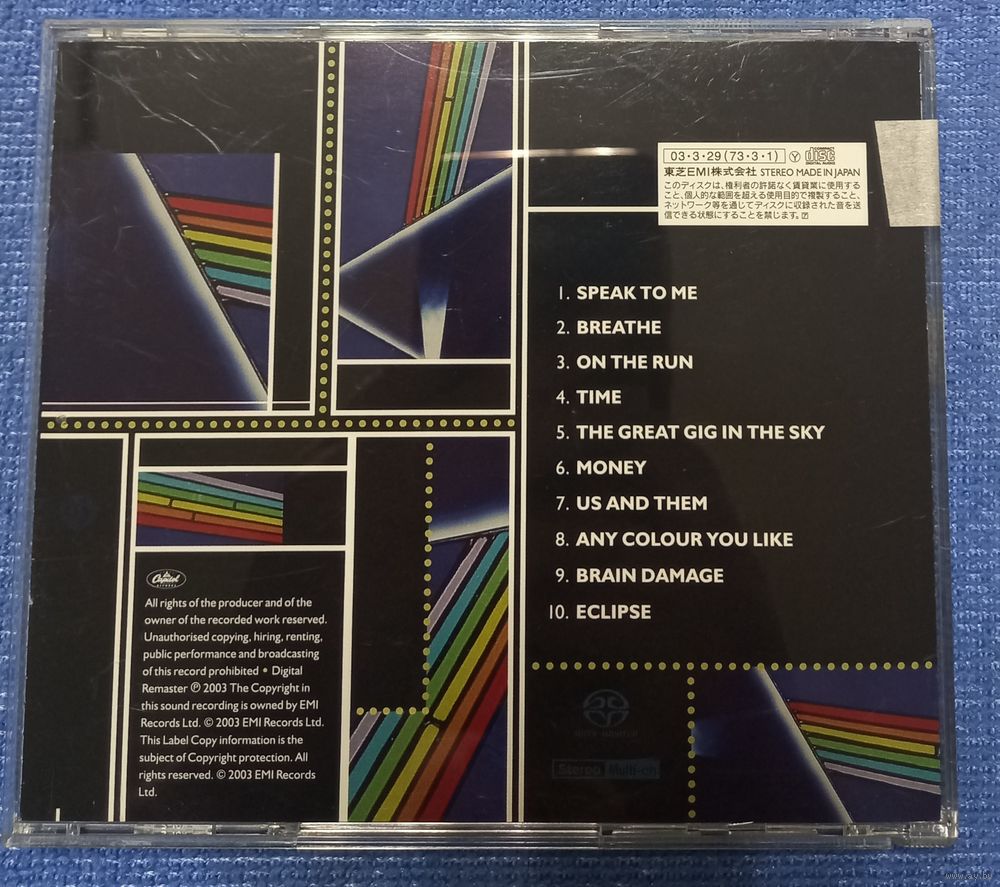 03·3·29(73·3·1) Y COMPACT disc DIGITAL AUDIO
東芝EMI株式会社 STEREO MADE IN JAPAN
このディスクは、権利者の許諾なく賃貸業に使用する
こと、個人的な範囲を超える使用目的で複製すること、
ネットワーク等を通じてディスクに収録された音を送
信できる状態にすることを禁じます。
1. SPEAK TO ME
2. BREATHE
3. ON THE RUN
4. TIME
5. THE GREAT GIG IN THE SKY
6. MONEY
7. US AND THEM
8. ANY COLOUR YOU LIKE
9. BRAIN DAMAGE
10. ECLIPSE
Capitol
RECORDS
All rights of the producer and of the
owner of the recorded work reserved.
Unauthorised copying, hiring, renting,
public performance and broadcasting
of this record prohibited • Digital
Remaster ℗ 2003 The Copyright in
this sound recording is owned by EMI
Records Ltd. © 2003 EMI Records Ltd.
This Label Copy information is the
subject of Copyright protection. All
rights reserved. © 2003 EMI Records
Ltd.
Stereo Multi-ch
www.ay.by